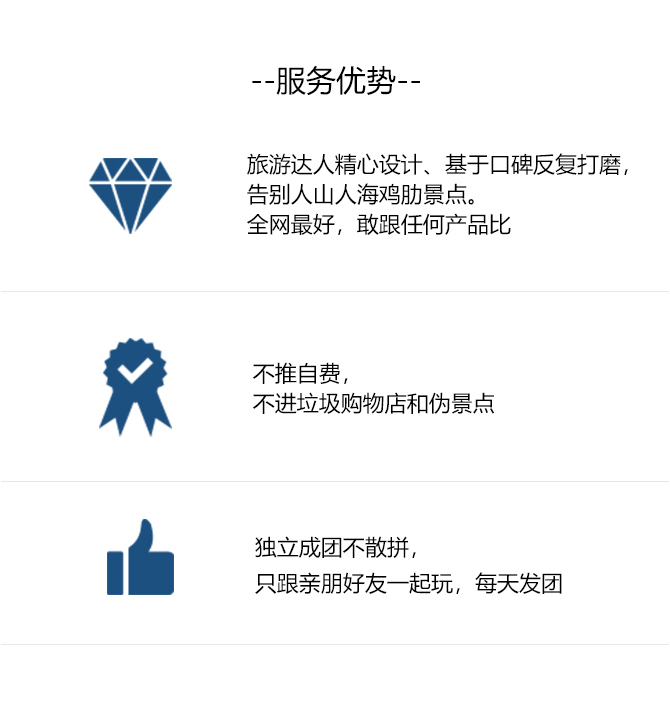 --服务优势--
旅游达人精心设计、基于口碑反复打磨，
告别人山人海鸡肋景点。
全网最好，敢跟任何产品比
不推自费，
不进垃圾购物店和伪景点
独立成团不散拼，
只跟亲朋好友一起玩，每天发团